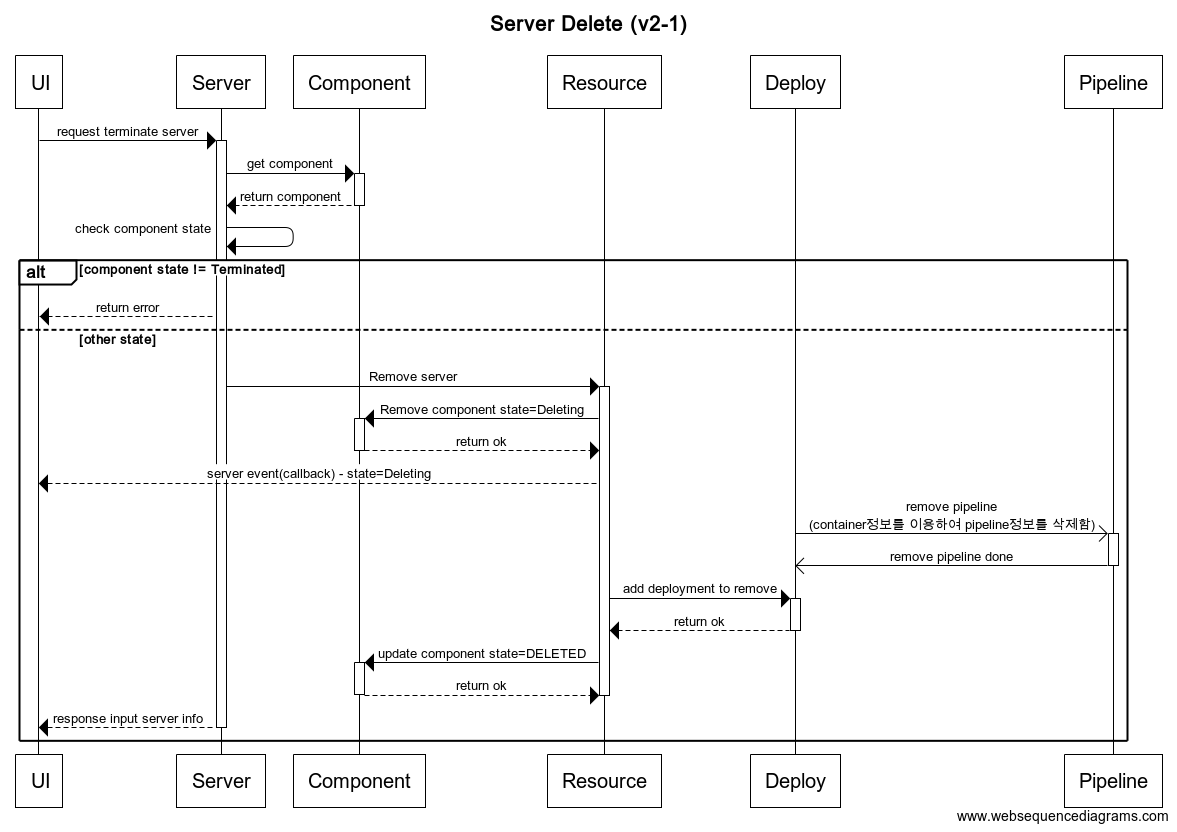 Server Delete (v2-1)
UI
Server
Component
Resource
Deploy
Pipeline
request terminate server
get component
return component
check component state
alt
[component state != Terminated]
return error
[other state]
Remove server
Remove component state=Deleting
return ok
server event(callback) - state=Deleting
remove pipeline
(container정보를 이용하여 pipeline정보를 삭제함)
remove pipeline done
add deployment to remove
return ok
update component state=DELETED
return ok
response input server info
UI
Server
Component
Resource
Deploy
Pipeline
www.websequencediagrams.com